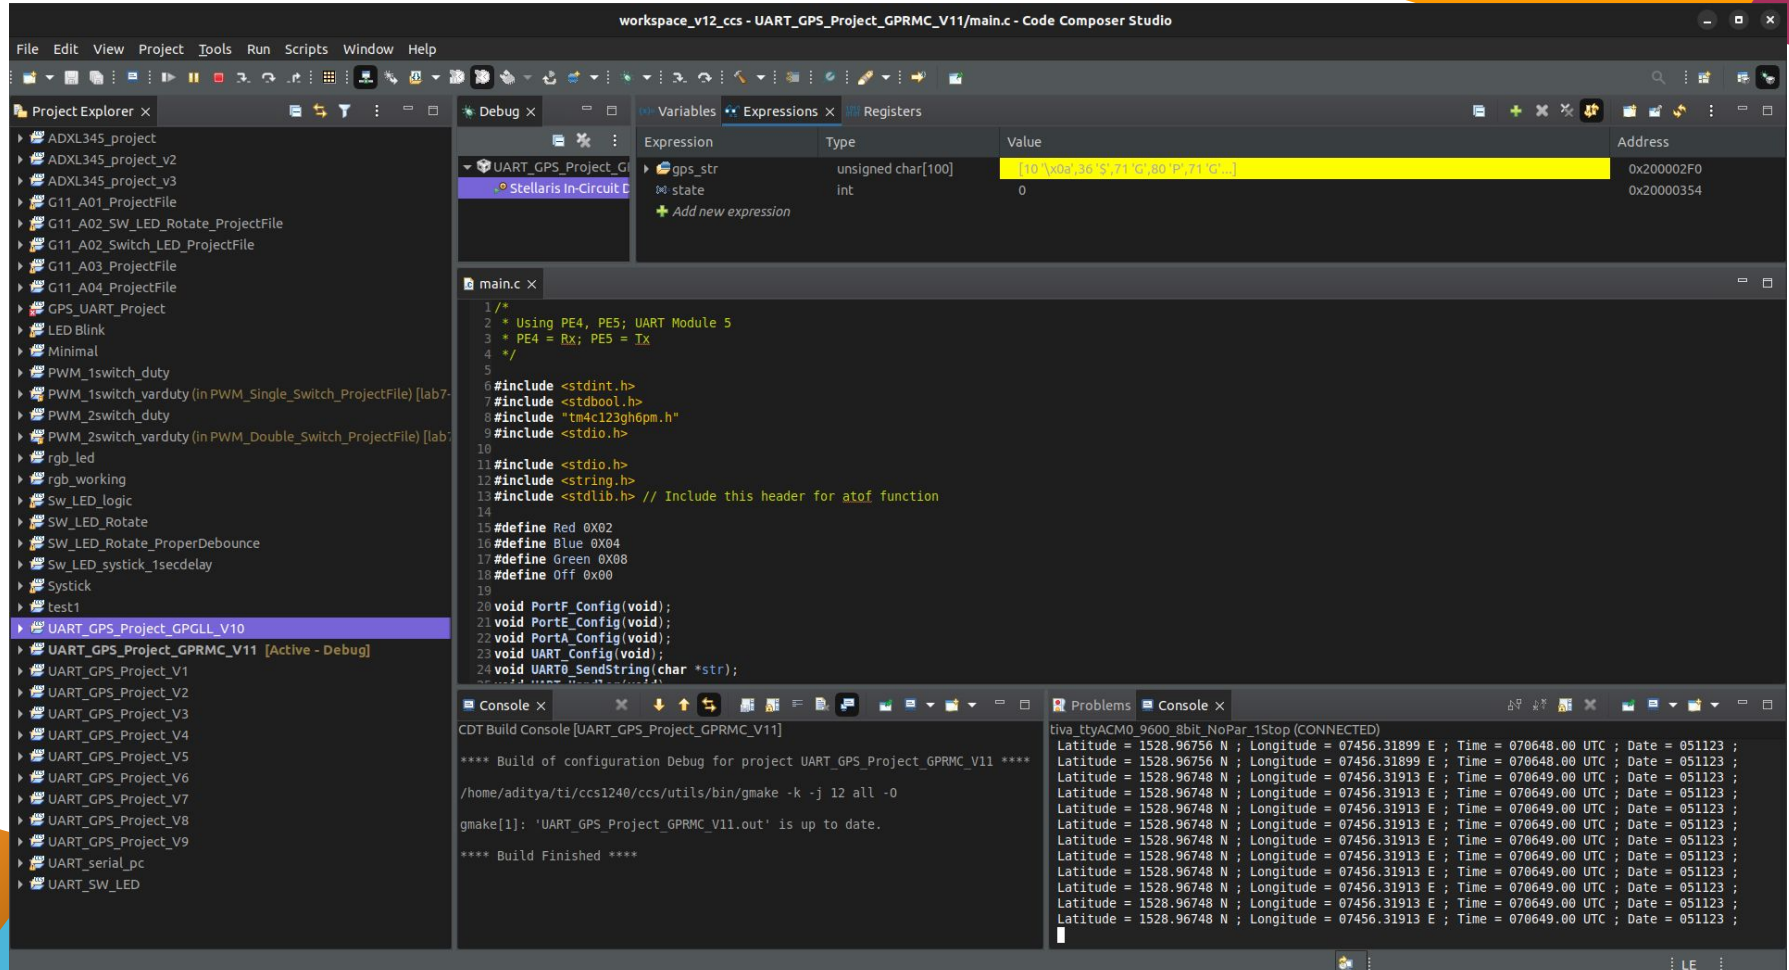 workspace_v12_ccs - UART_GPS_Project_GPRMC_V11/main.c - Code Composer Studio
File Edit View Project Tools Run Scripts Window Help
Project Explorer
ADXL345_project
ADXL345_project_v2
ADXL345_project_v3
G11_A01_ProjectFile
G11_A02_SW_LED_Rotate_ProjectFile
G11_A02_Switch_LED_ProjectFile
G11_A03_ProjectFile
G11_A04_ProjectFile
GPS_UART_Project
LED Blink
Minimal
PWM_1switch_duty
PWM_1switch_varduty (in PWM_Single_Switch_ProjectFile) [lab7-
PWM_2switch_duty
PWM_2switch_varduty (in PWM_Double_Switch_ProjectFile) [lab7
rgb_led
rgb_working
Sw_LED_logic
SW_LED_Rotate
SW_LED_Rotate_ProperDebounce
Sw_LED_systick_1secdelay
Systick
test1
UART_GPS_Project_GPGLL_V10
UART_GPS_Project_GPRMC_V11 [Active - Debug]
UART_GPS_Project_V1
UART_GPS_Project_V2
UART_GPS_Project_V3
UART_GPS_Project_V4
UART_GPS_Project_V5
UART_GPS_Project_V6
UART_GPS_Project_V7
UART_GPS_Project_V8
UART_GPS_Project_V9
UART_serial_pc
UART_SW_LED
Debug
UART_GPS_Project_G
Stellaris In-Circuit D
Variables Expressions Registers
Expression Type Value Address
gps_str unsigned char[100] [10 '\x0a',36 '$',71 'G',80 'P',71 'G'...] 0x200002F0
state int 0 0x20000354
Add new expression
main.c
1 /*
2 * Using PE4, PE5; UART Module 5
3 * PE4 = Rx; PE5 = Tx
4 */
5
6 #include <stdint.h>
7 #include <stdbool.h>
8 #include "tm4c123gh6pm.h"
9 #include <stdio.h>
10
11 #include <stdio.h>
12 #include <string.h>
13 #include <stdlib.h> // Include this header for atof function
14
15 #define Red 0X02
16 #define Blue 0X04
17 #define Green 0X08
18 #define Off 0x00
19
20 void PortF_Config(void);
21 void PortE_Config(void);
22 void PortA_Config(void);
23 void UART_Config(void);
24 void UART0_SendString(char *str);
Console
CDT Build Console [UART_GPS_Project_GPRMC_V11]
**** Build of configuration Debug for project UART_GPS_Project_GPRMC_V11 ****
/home/aditya/ti/ccs1240/ccs/utils/bin/gmake -k -j 12 all -O
gmake[1]: 'UART_GPS_Project_GPRMC_V11.out' is up to date.
**** Build Finished ****
Problems Console
tiva_ttyACM0_9600_8bit_NoPar_1Stop (CONNECTED)
Latitude = 1528.96756 N ; Longitude = 07456.31899 E ; Time = 070648.00 UTC ; Date = 051123 ;
Latitude = 1528.96756 N ; Longitude = 07456.31899 E ; Time = 070648.00 UTC ; Date = 051123 ;
Latitude = 1528.96748 N ; Longitude = 07456.31913 E ; Time = 070649.00 UTC ; Date = 051123 ;
Latitude = 1528.96748 N ; Longitude = 07456.31913 E ; Time = 070649.00 UTC ; Date = 051123 ;
Latitude = 1528.96748 N ; Longitude = 07456.31913 E ; Time = 070649.00 UTC ; Date = 051123 ;
Latitude = 1528.96748 N ; Longitude = 07456.31913 E ; Time = 070649.00 UTC ; Date = 051123 ;
Latitude = 1528.96748 N ; Longitude = 07456.31913 E ; Time = 070649.00 UTC ; Date = 051123 ;
Latitude = 1528.96748 N ; Longitude = 07456.31913 E ; Time = 070649.00 UTC ; Date = 051123 ;
Latitude = 1528.96748 N ; Longitude = 07456.31913 E ; Time = 070649.00 UTC ; Date = 051123 ;
Latitude = 1528.96748 N ; Longitude = 07456.31913 E ; Time = 070649.00 UTC ; Date = 051123 ;
Latitude = 1528.96748 N ; Longitude = 07456.31913 E ; Time = 070649.00 UTC ; Date = 051123 ;
Latitude = 1528.96748 N ; Longitude = 07456.31913 E ; Time = 070649.00 UTC ; Date = 051123 ;
LE